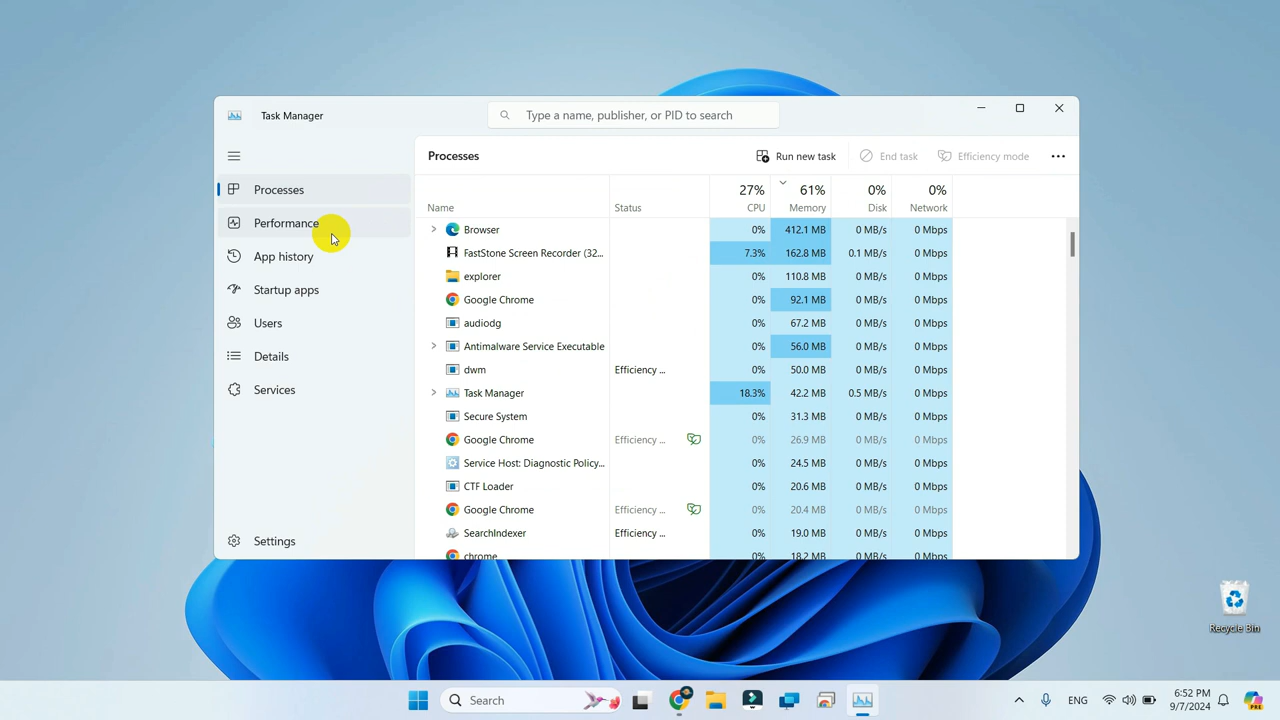 Task Manager
Type a name, publisher, or PID to search
Processes
Run new task
End task
Efficiency mode
Processes
Performance
App history
Startup apps
Users
Details
Services
Settings
27% 61% 0% 0%
Name Status CPU Memory Disk Network
Browser 0% 412.1 MB 0 MB/s 0 Mbps
FastStone Screen Recorder (32... 7.3% 162.8 MB 0.1 MB/s 0 Mbps
explorer 0% 110.8 MB 0 MB/s 0 Mbps
Google Chrome 0% 92.1 MB 0 MB/s 0 Mbps
audiodg 0% 67.2 MB 0 MB/s 0 Mbps
Antimalware Service Executable 0% 56.0 MB 0 MB/s 0 Mbps
dwm Efficiency ... 0% 50.0 MB 0 MB/s 0 Mbps
Task Manager 18.3% 42.2 MB 0.5 MB/s 0 Mbps
Secure System 0% 31.3 MB 0 MB/s 0 Mbps
Google Chrome Efficiency ... 0% 26.9 MB 0 MB/s 0 Mbps
Service Host: Diagnostic Policy... 0% 24.5 MB 0 MB/s 0 Mbps
CTF Loader 0% 20.6 MB 0 MB/s 0 Mbps
Google Chrome Efficiency ... 0% 20.4 MB 0 MB/s 0 Mbps
SearchIndexer Efficiency ... 0% 19.0 MB 0 MB/s 0 Mbps
chrome 0% 18.2 MB 0 MB/s 0 Mbps
Recycle Bin
Search
ENG
6:52 PM
9/7/2024
PRE